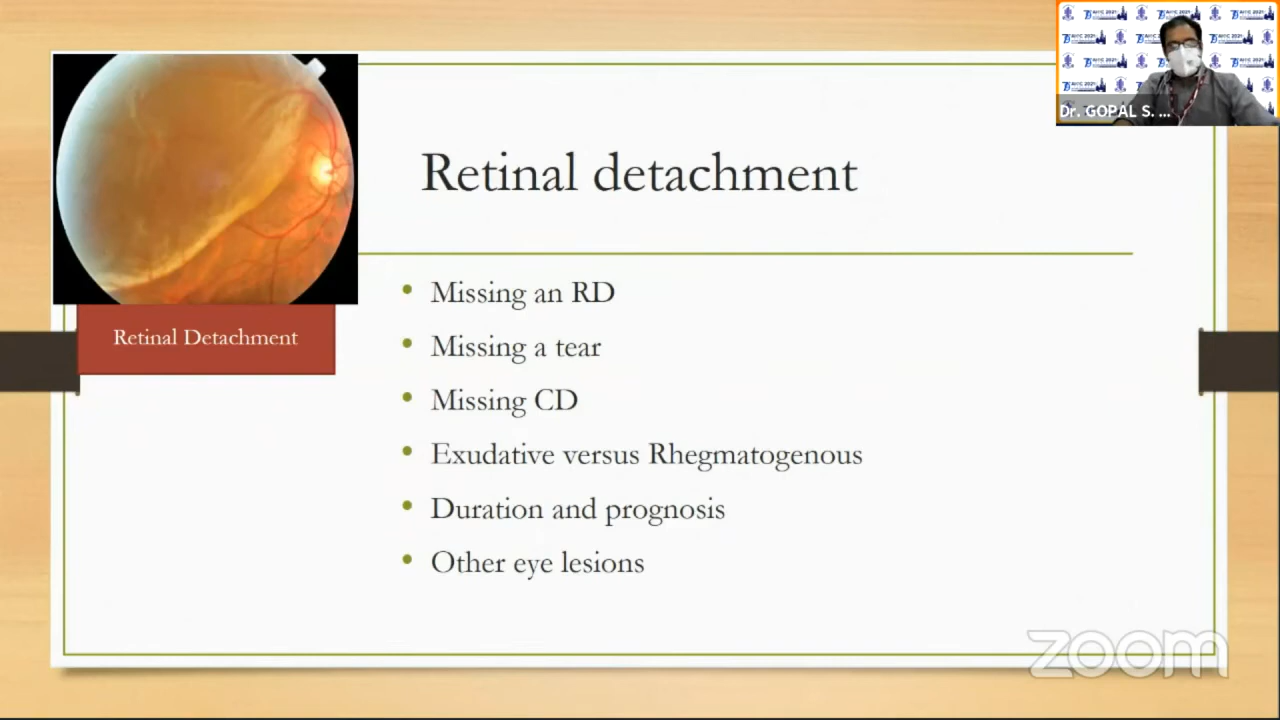 Dr. GOPAL S. ...
Retinal detachment
Retinal Detachment
Missing an RD
Missing a tear
Missing CD
Exudative versus Rhegmatogenous
Duration and prognosis
Other eye lesions
zoom